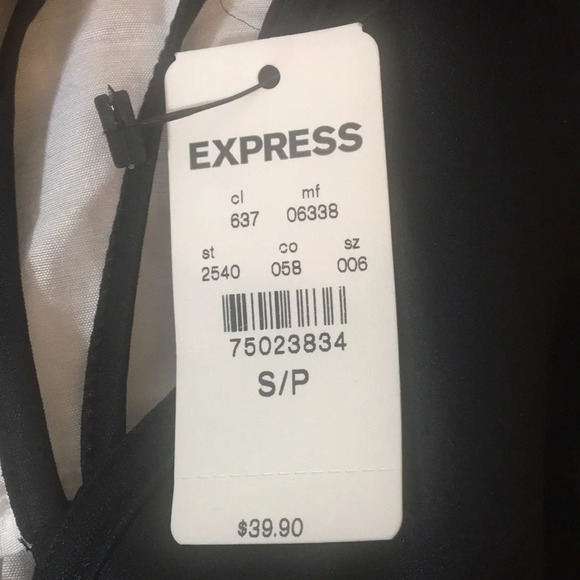 EXPRESS
cl mf
637 06338
st co sz
2540 058 006
75023834
S/P
$39.90